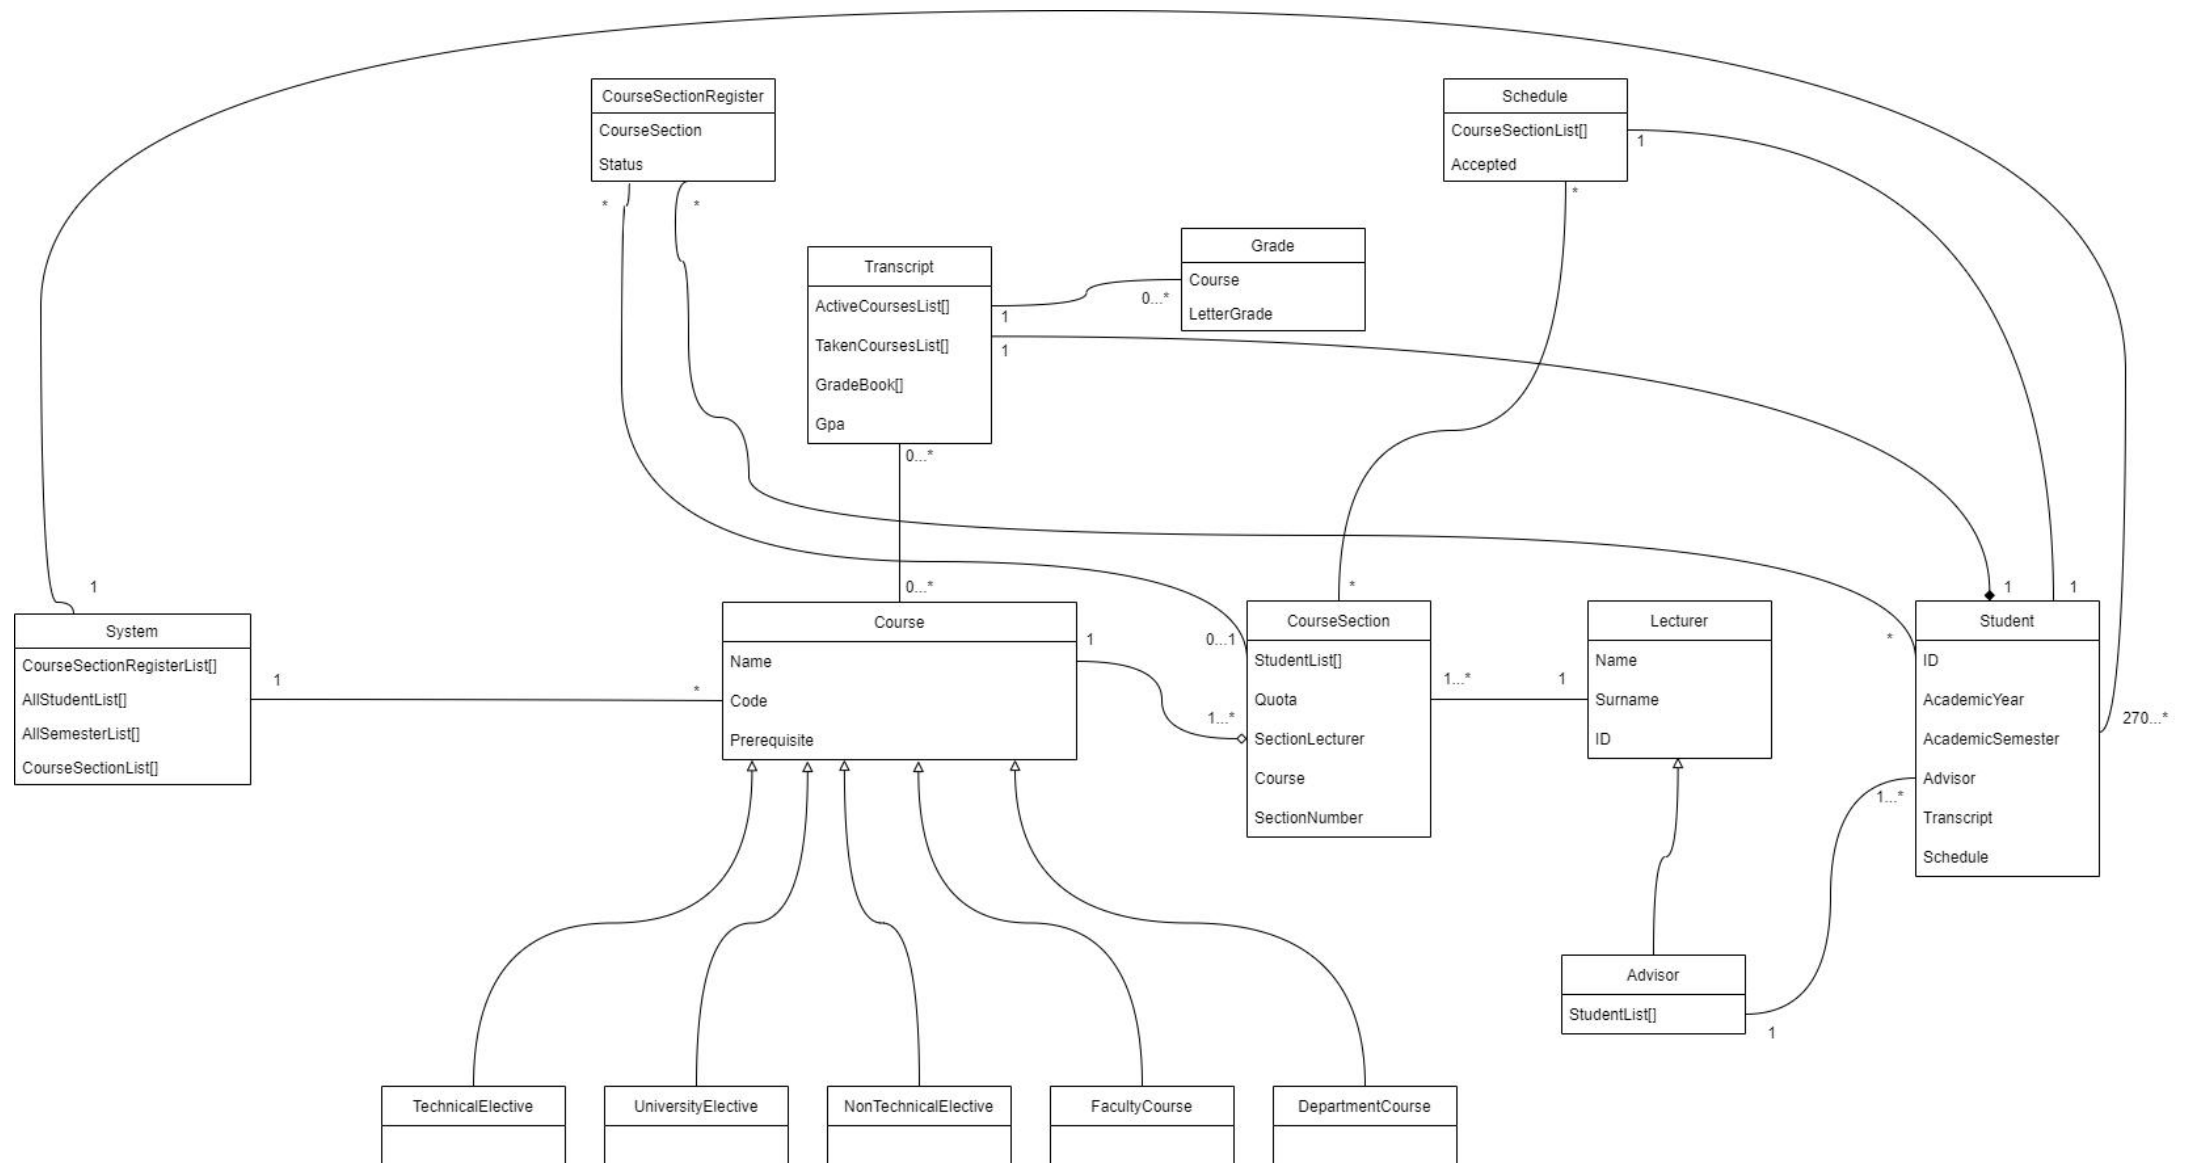 CourseSectionRegister
CourseSection
Status
*
*
Schedule
CourseSectionList[]
Accepted
1
*
Transcript
ActiveCoursesList[]
TakenCoursesList[]
GradeBook[]
Gpa
1
1
0...*
Grade
Course
LetterGrade
0...*
0...*
1
System
CourseSectionRegisterList[]
AllStudentList[]
AllSemesterList[]
CourseSectionList[]
1
*
Course
Name
Code
Prerequisite
1
0...1
1...*
*
CourseSection
StudentList[]
Quota
SectionLecturer
Course
SectionNumber
1...*
1
Lecturer
Name
Surname
ID
1
1
*
Student
ID
AcademicYear
AcademicSemester
Advisor
Transcript
Schedule
270...*
1...*
Advisor
StudentList[]
1
TechnicalElective
UniversityElective
NonTechnicalElective
FacultyCourse
DepartmentCourse